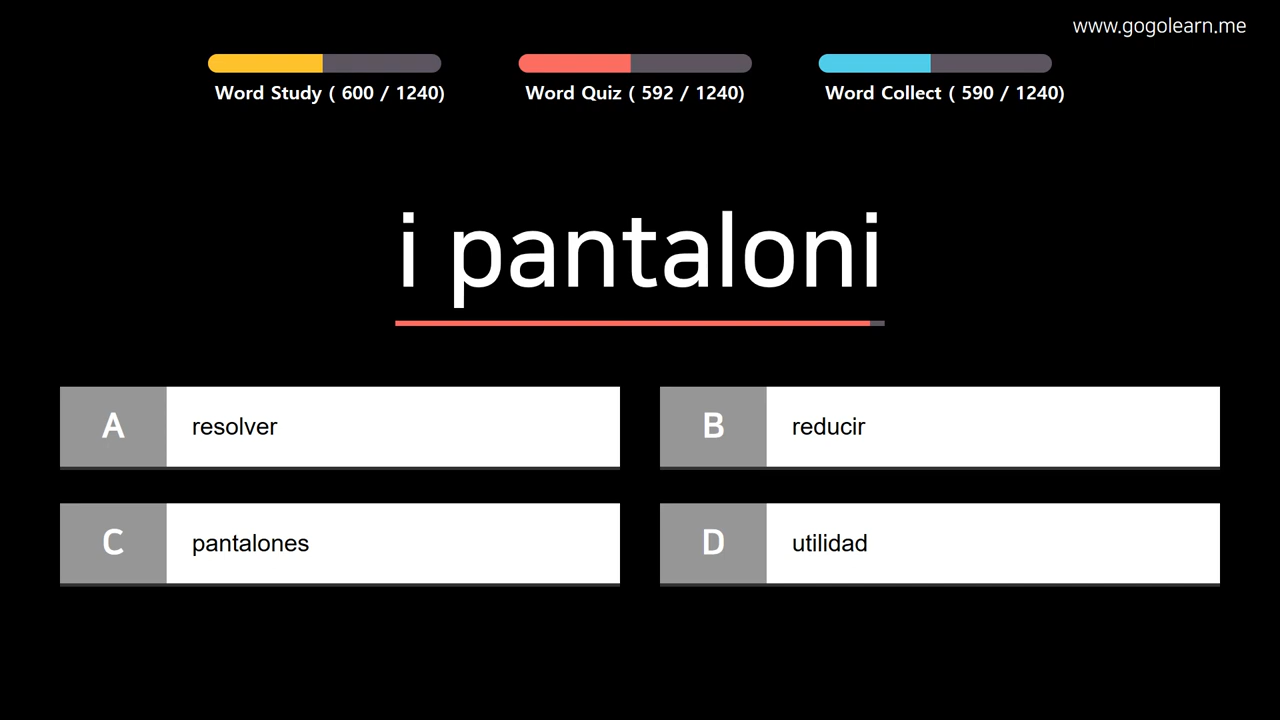 www.gogolearn.me
Word Study ( 600 / 1240)
Word Quiz ( 592 / 1240)
Word Collect ( 590 / 1240)
i pantaloni
A
resolver
B
reducir
C
pantalones
D
utilidad